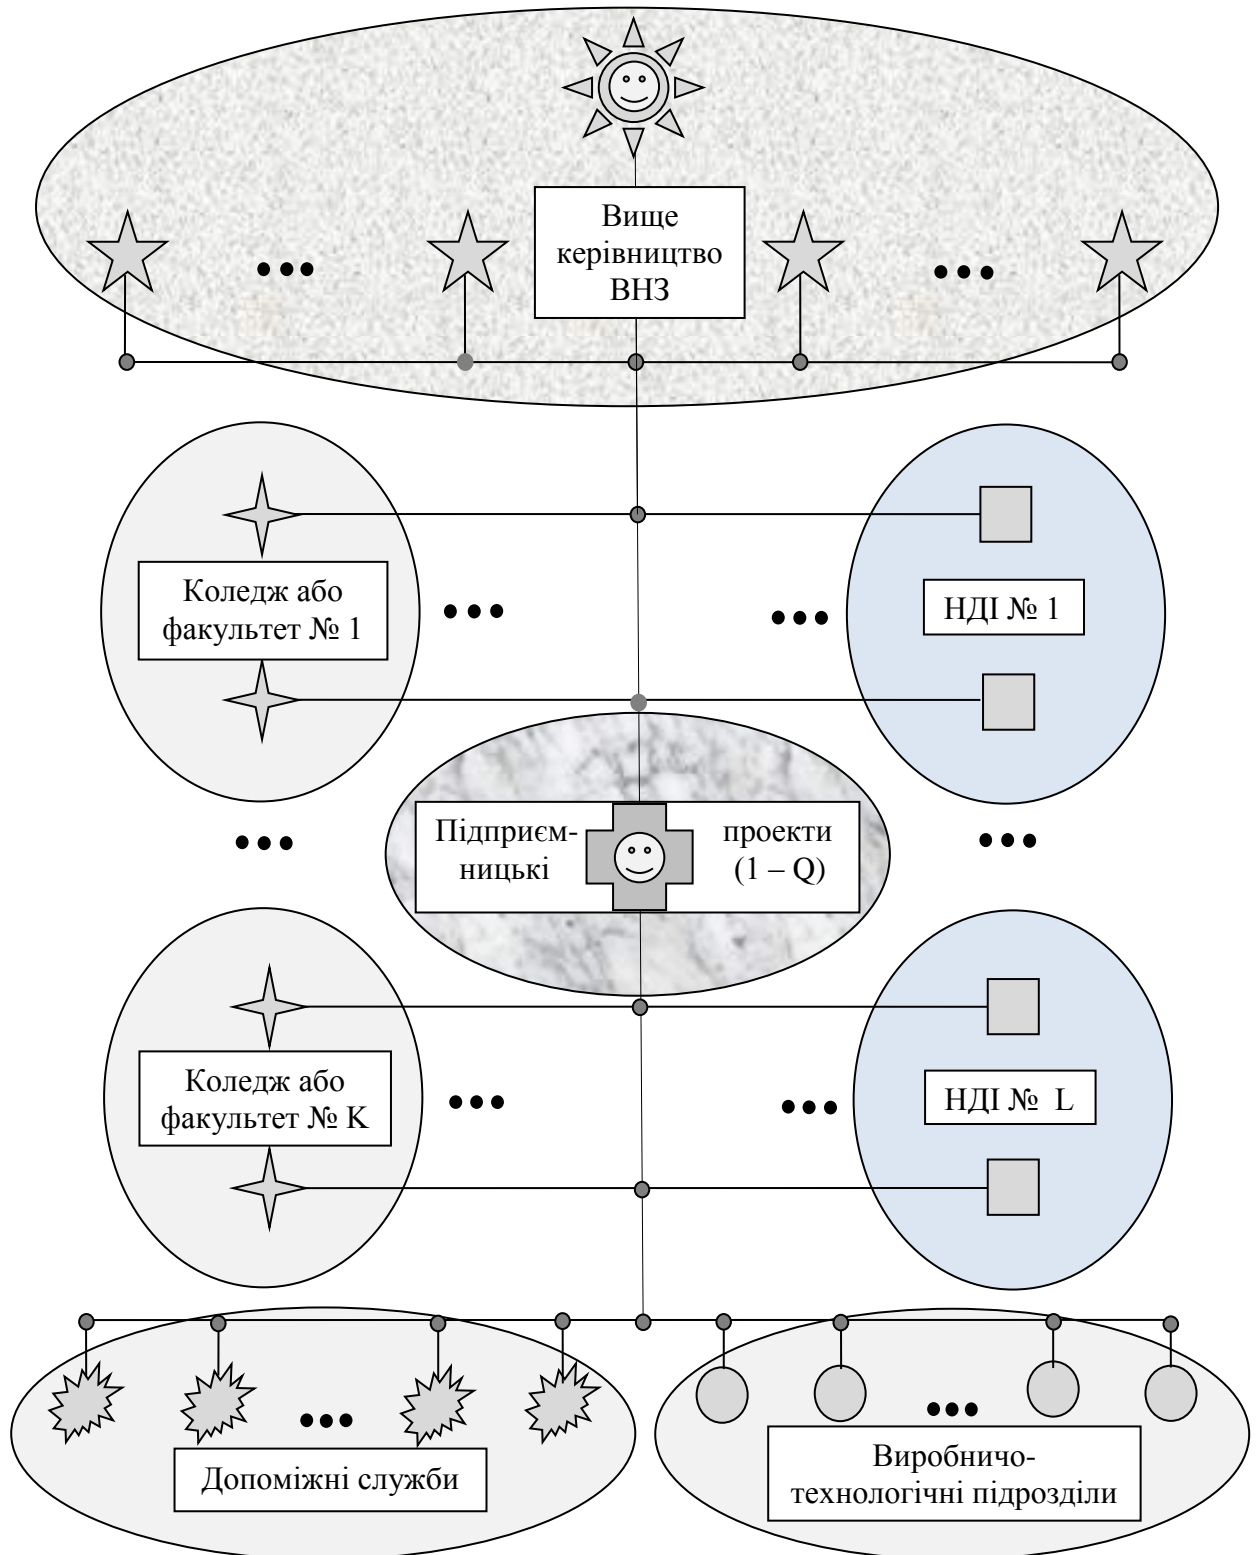 Вище
керівництво
ВНЗ
Коледж або
факультет № 1
НДІ № 1
Підприєм-
ницькі
проекти
(1 – Q)
Коледж або
факультет № K
НДІ № L
Допоміжні служби
Виробничо-
технологічні підрозділи